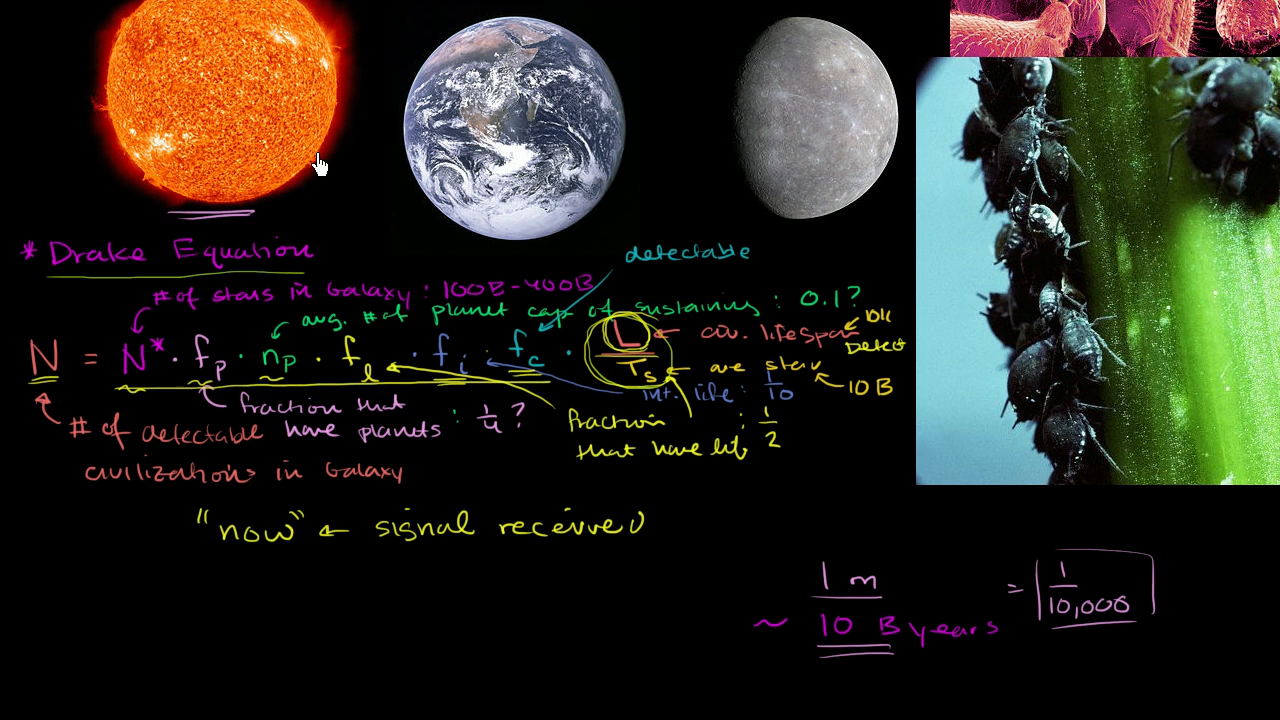 * Drake Equation
detectable
# of stars in Galaxy : 100B - 400B
avg. # of planet cap of sustaining : 0.1?
N = N* · fp · np · fl · fi · fc · L / Ts
civ. lifespan
10k
Detect
ave star
10 B
int. life : 1/10
fraction that
have planets : 1/4 ?
# of detectable
civilizations in Galaxy
fraction
that have life : 1/2
"now" ← signal received
1 m
~ 10 B years
= 1/10,000